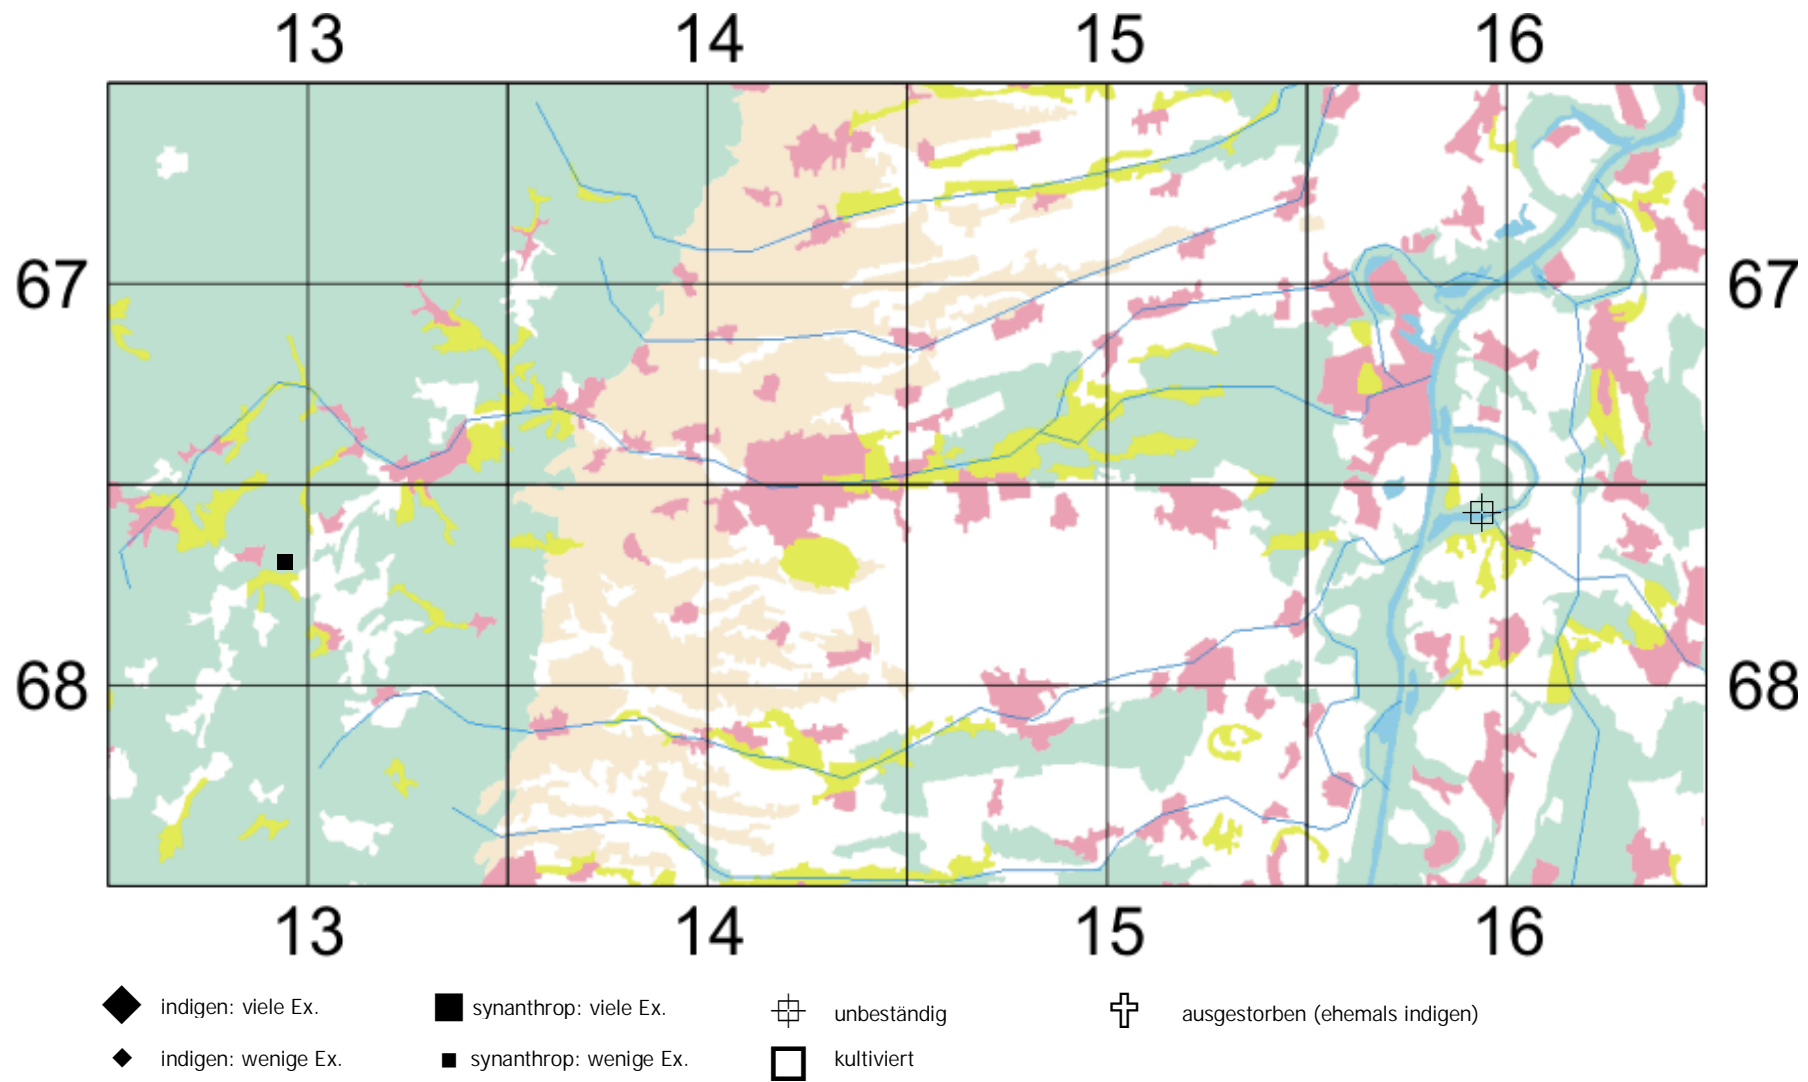 13 14 15 16
67 67
68 68
13 14 15 16
indigen: viele Ex. synanthrop: viele Ex. unbeständig ausgestorben (ehemals indigen)
indigen: wenige Ex. synanthrop: wenige Ex. kultiviert